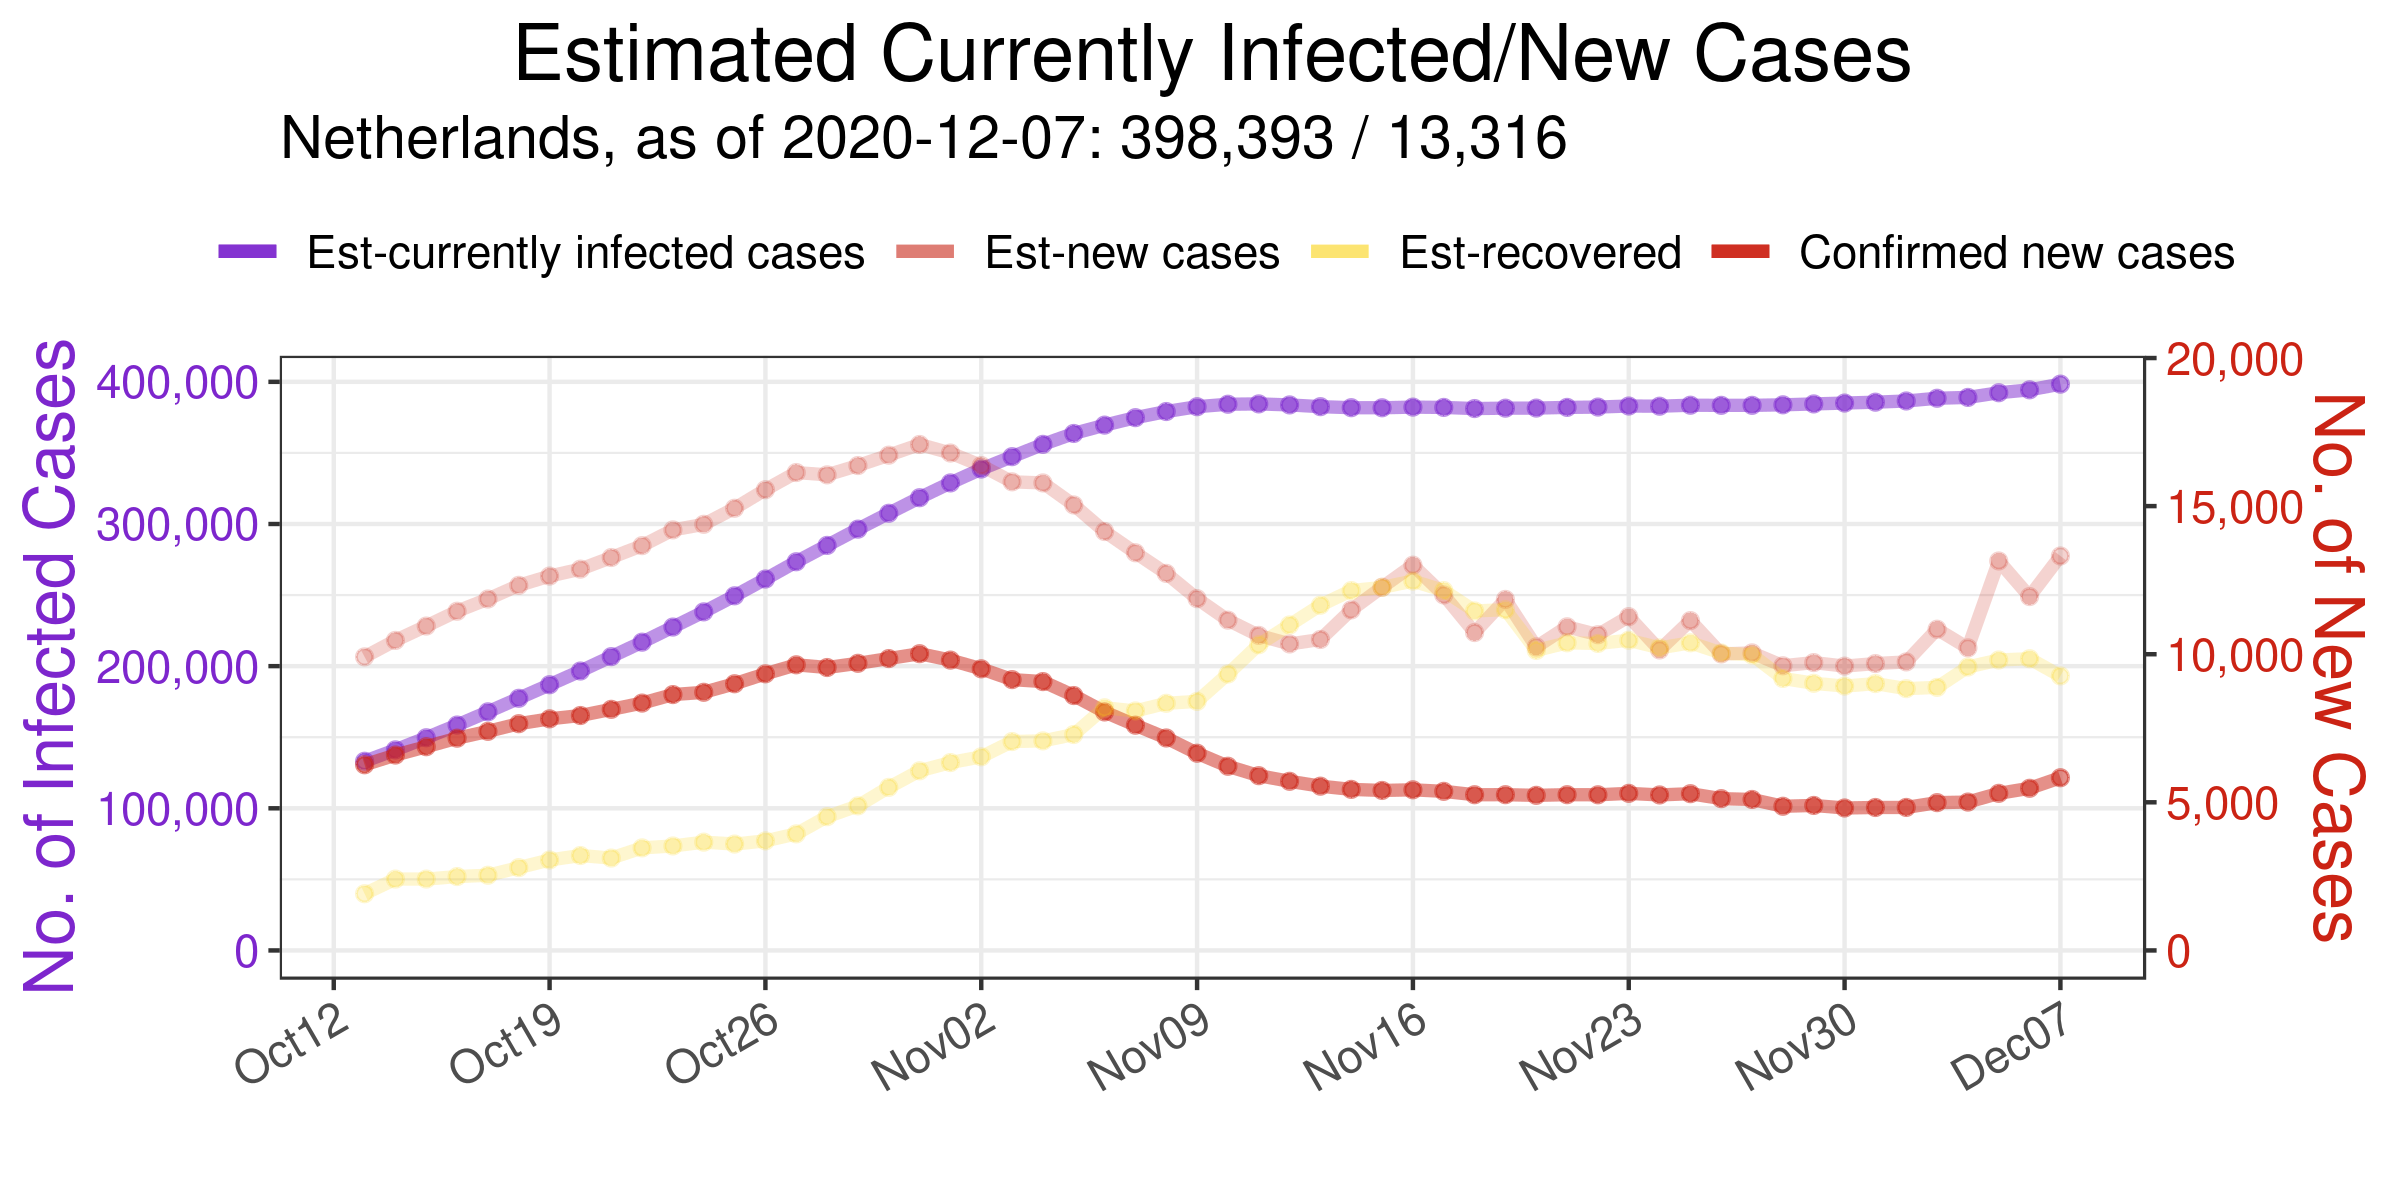 Estimated Currently Infected/New Cases
Netherlands, as of 2020-12-07: 398,393 / 13,316
Est-currently infected cases Est-new cases Est-recovered Confirmed new cases
No. of Infected Cases
400,000
300,000
200,000
100,000
0
20,000
15,000
10,000
5,000
0
No. of New Cases
Oct12 Oct19 Oct26 Nov02 Nov09 Nov16 Nov23 Nov30 Dec07